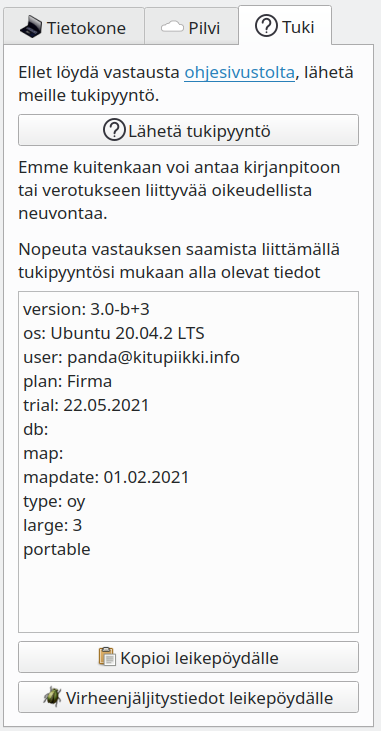 Tietokone
Pilvi
Tuki
Ellet löydä vastausta ohjesivustolta, lähetä
meille tukipyyntö.
Lähetä tukipyyntö
Emme kuitenkaan voi antaa kirjanpitoon
tai verotukseen liittyvää oikeudellista
neuvontaa.
Nopeuta vastauksen saamista liittämällä
tukipyyntösi mukaan alla olevat tiedot
version: 3.0-b+3
os: Ubuntu 20.04.2 LTS
user: panda@kitupiikki.info
plan: Firma
trial: 22.05.2021
db:
map:
mapdate: 01.02.2021
type: oy
large: 3
portable
Kopioi leikepöydälle
Virheenjäljitystiedot leikepöydälle